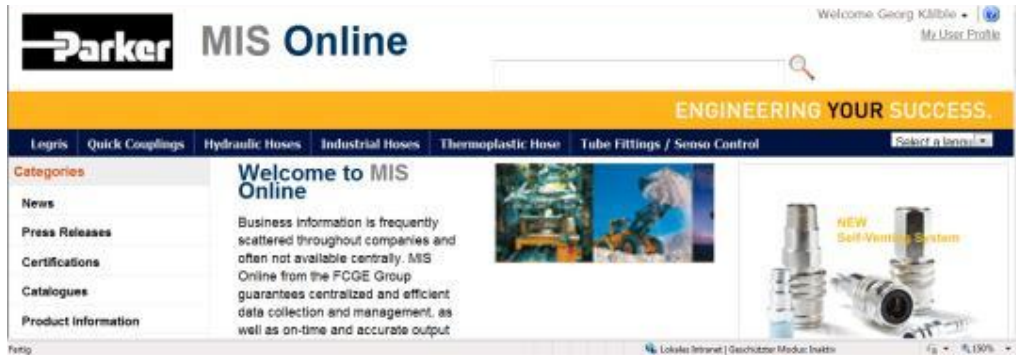 Welcome Georg Kälble
My User Profile
Parker
MIS Online
ENGINEERING YOUR SUCCESS.
Legris Quick Couplings Hydraulic Hoses Industrial Hoses Thermoplastic Hose Tube Fittings / Senso Control Select a langu
Categories
News
Press Releases
Certifications
Catalogues
Product Information
Welcome to MIS
Online
Business information is frequently
scattered throughout companies and
often not available centrally. MIS
Online from the FCGE Group
guarantees centralized and efficient
data collection and management, as
well as on-time and accurate output
NEW
Self-Venting System
Fertig
Lokales Intranet | Geschützter Modus: Inaktiv
150%